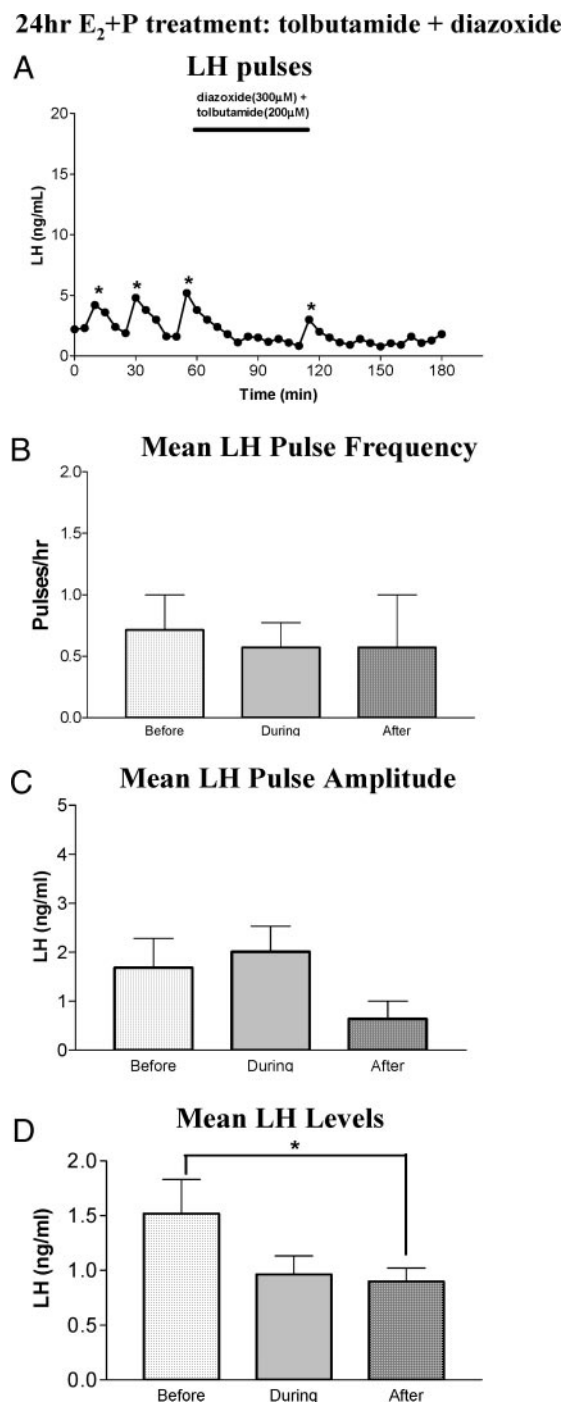 24hr E₂+P treatment: tolbutamide + diazoxide
A
LH pulses
diazoxide(300µM) +
tolbutamide(200µM)
20
15
10
5
0
LH (ng/mL)
*
*
*
*
0 30 60 90 120 150 180
Time (min)
B
Mean LH Pulse Frequency
2.0
1.5
1.0
0.5
0.0
Pulses/hr
Before During After
C
Mean LH Pulse Amplitude
5
4
3
2
1
0
LH (ng/ml)
Before During After
D
Mean LH Levels
*
2.0
1.5
1.0
0.5
0.0
LH (ng/ml)
Before During After